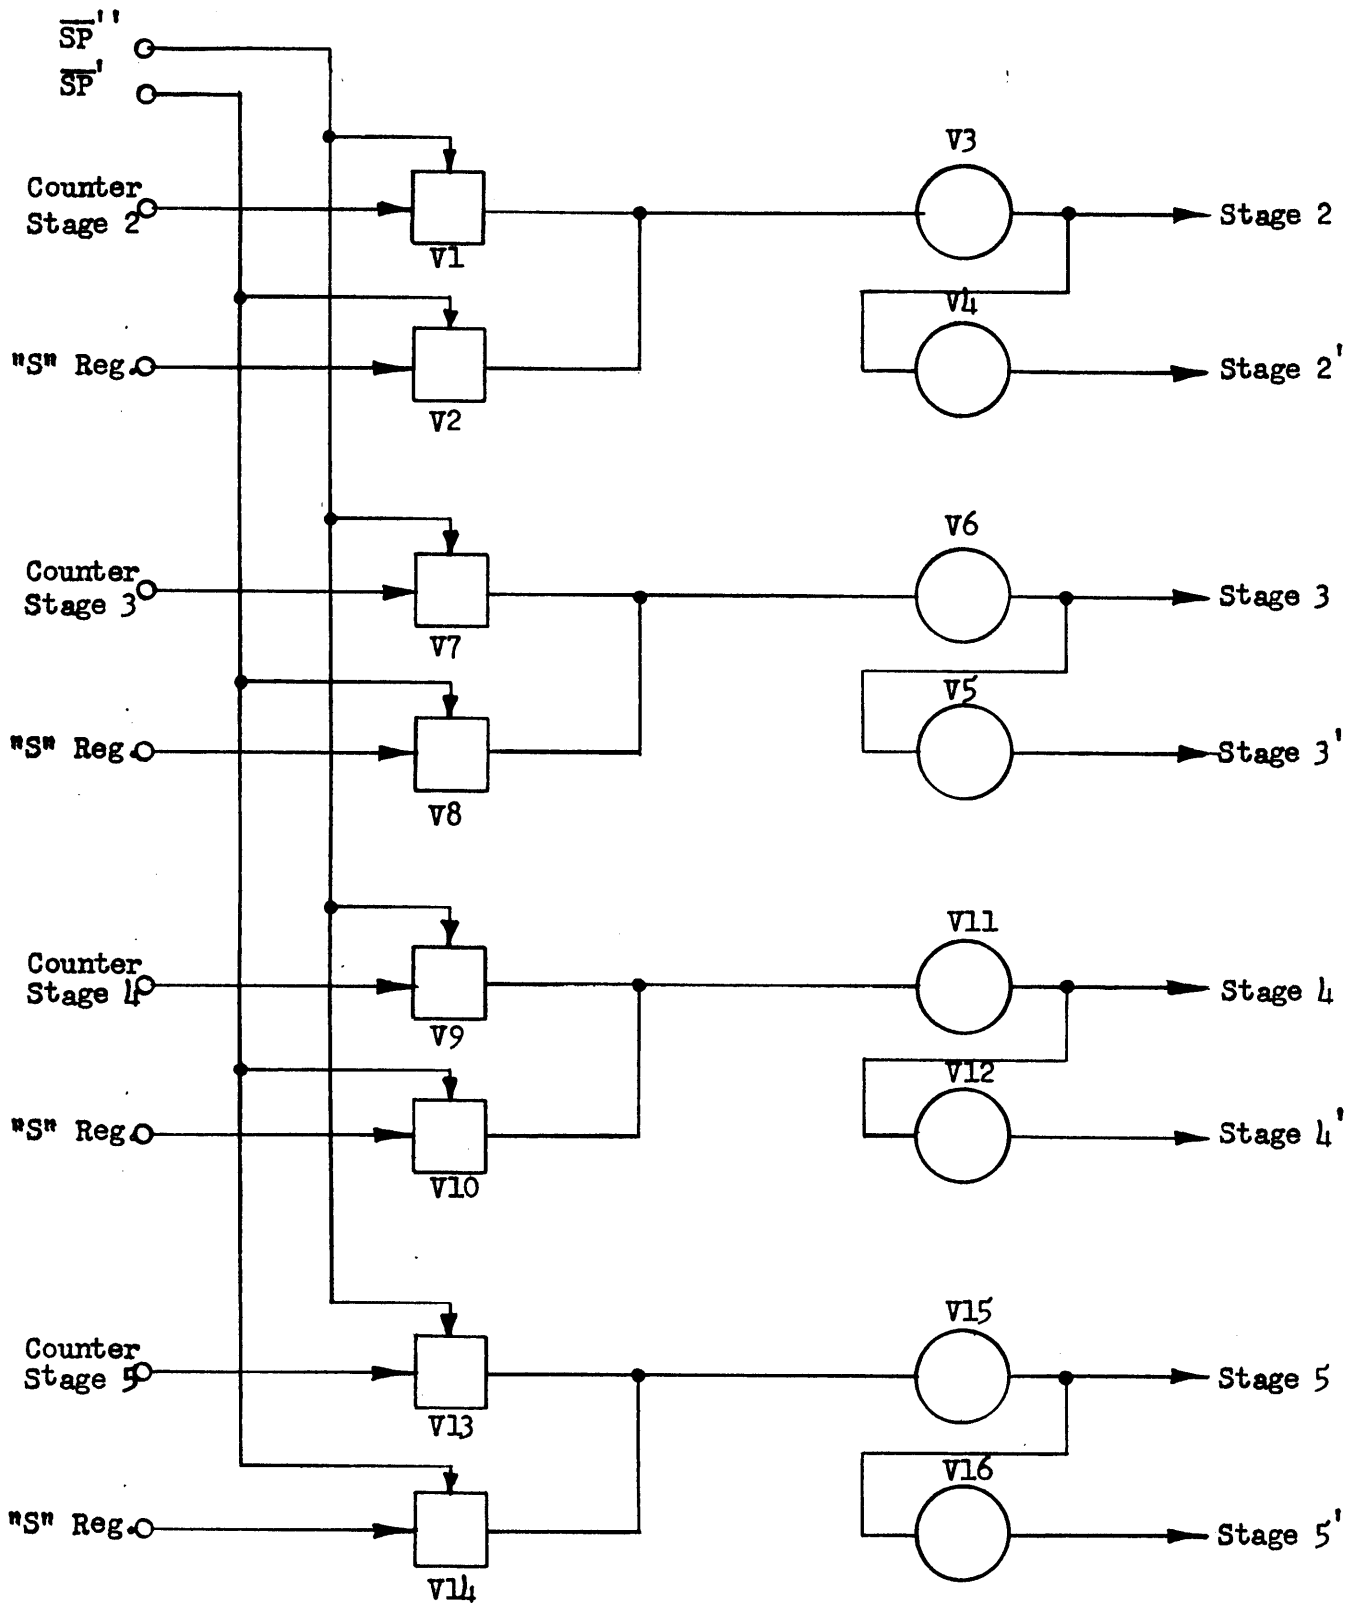 S̅P̅''
S̅P̅'
V3
Counter
Stage 2
Stage 2
V1
V4
"S" Reg.
Stage 2'
V2
V6
Counter
Stage 3
Stage 3
V7
V5
"S" Reg.
Stage 3'
V8
V11
Counter
Stage 4
Stage 4
V9
V12
"S" Reg.
Stage 4'
V10
V15
Counter
Stage 5
Stage 5
V13
V16
"S" Reg.
Stage 5'
V14